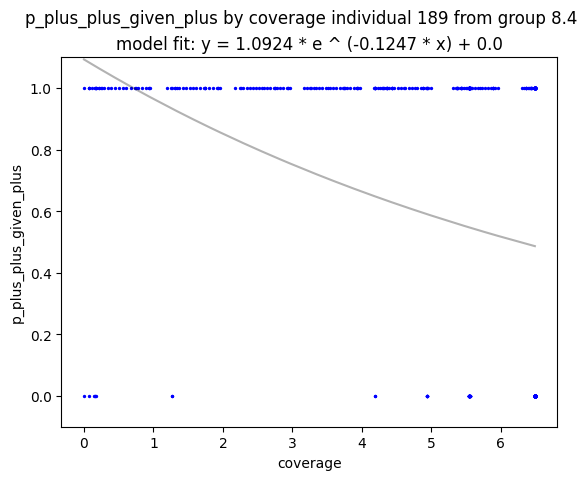 p_plus_plus_given_plus by coverage individual 189 from group 8.4
model fit: y = 1.0924 * e ^ (-0.1247 * x) + 0.0
1.0
0.8
0.6
0.4
0.2
0.0
p_plus_plus_given_plus
0 1 2 3 4 5 6
coverage